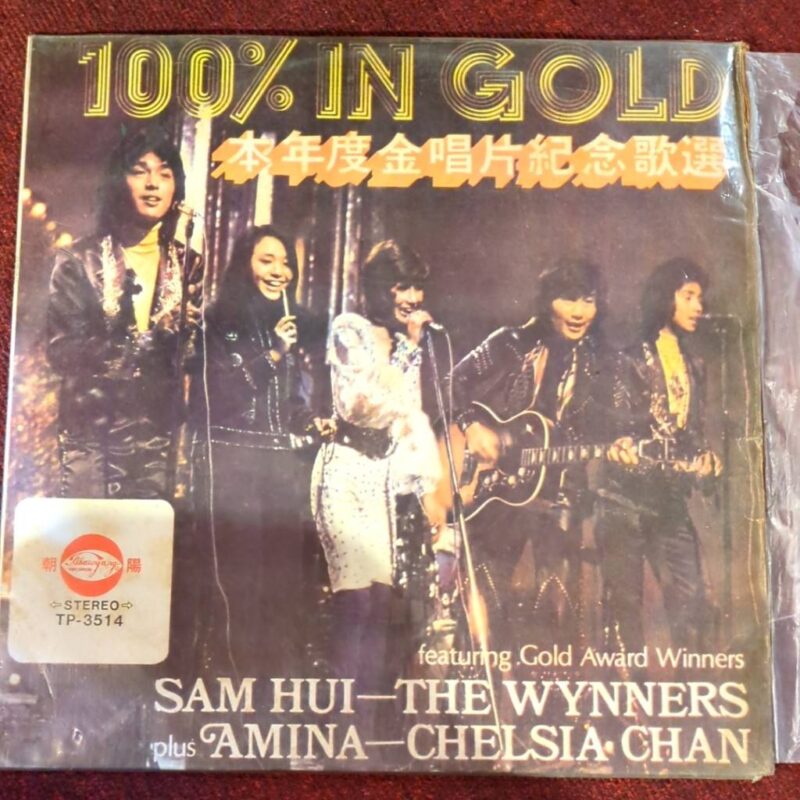 100% IN GOLD
本年度金唱片紀念歌選
朝 陽
STEREO
TP-3514
featuring Gold Award Winners
SAM HUI—THE WYNNERS
plus AMINA—CHELSIA CHAN